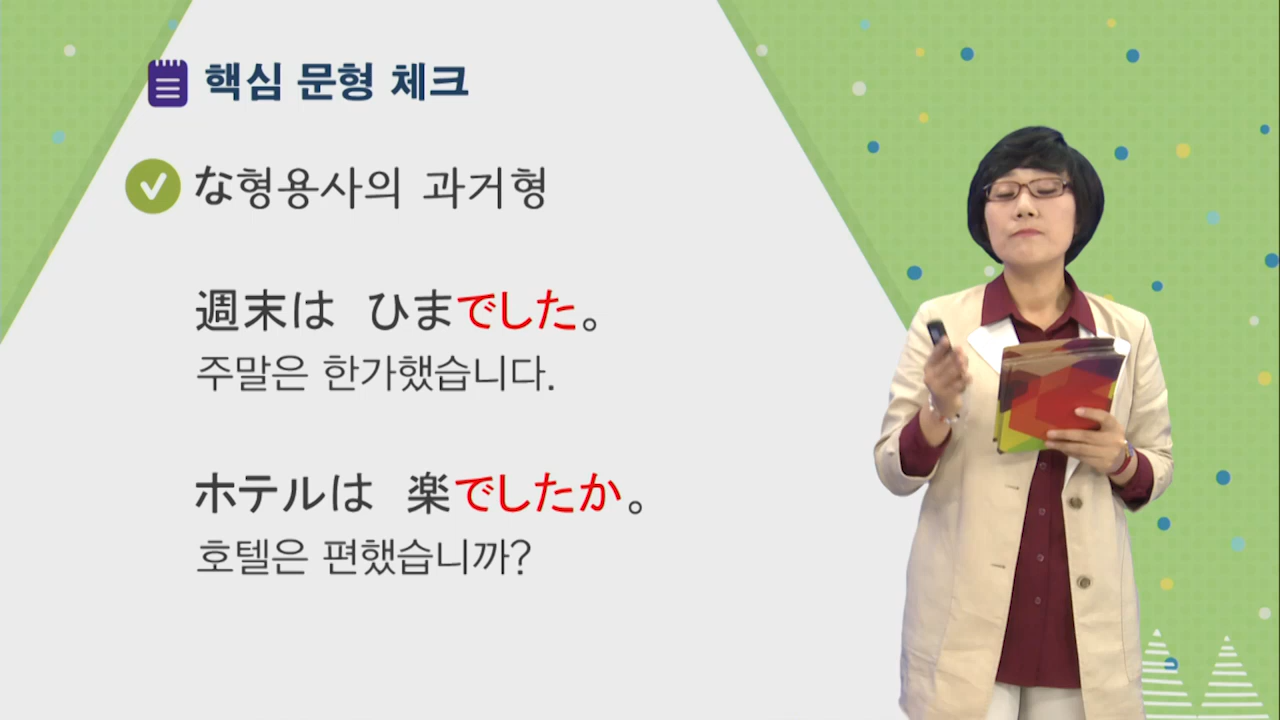 핵심 문형 체크
な형용사의 과거형
週末は ひまでした。
주말은 한가했습니다.
ホテルは 楽でしたか。
호텔은 편했습니까?